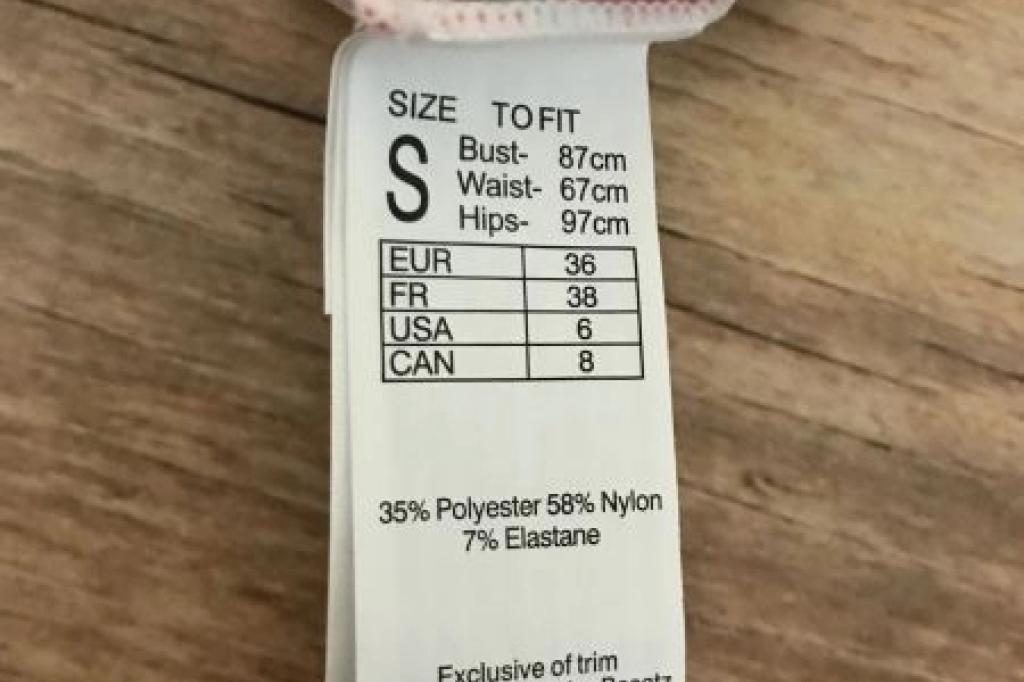 SIZE TO FIT
S
Bust- 87cm
Waist- 67cm
Hips- 97cm
EUR 36
FR 38
USA 6
CAN 8
35% Polyester 58% Nylon
7% Elastane
Exclusive of trim